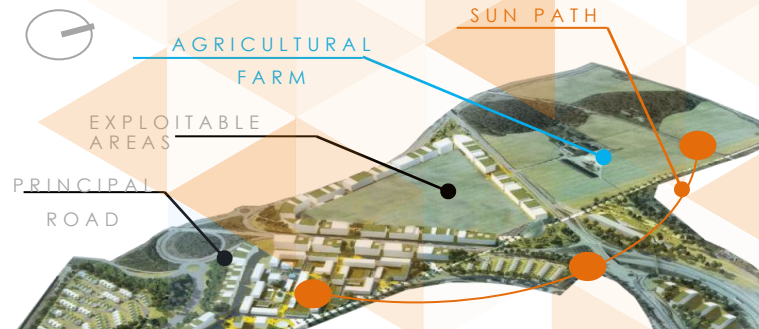 SUN PATH
AGRICULTURAL
FARM
EXPLOITABLE
AREAS
PRINCIPAL
ROAD